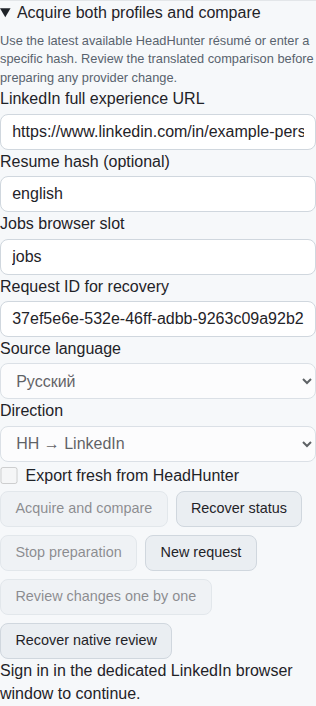 Acquire both profiles and compare
Use the latest available HeadHunter résumé or enter a
specific hash. Review the translated comparison before
preparing any provider change.
LinkedIn full experience URL
https://www.linkedin.com/in/example-pers
Resume hash (optional)
english
Jobs browser slot
jobs
Request ID for recovery
37ef5e6e-532e-46ff-adbb-9263c09a92b2
Source language
Русский
Direction
HH → LinkedIn
Export fresh from HeadHunter
Acquire and compare Recover status
Stop preparation New request
Review changes one by one
Recover native review
Sign in in the dedicated LinkedIn browser
window to continue.